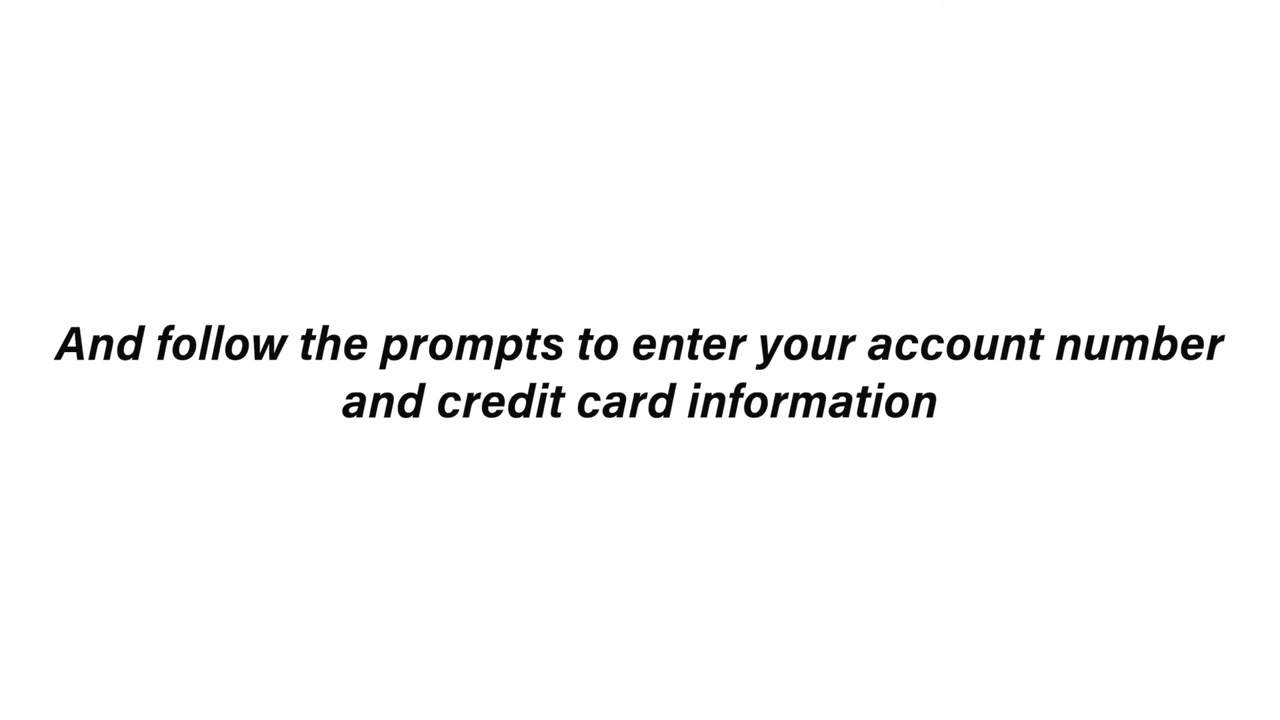 And follow the prompts to enter your account number
and credit card information